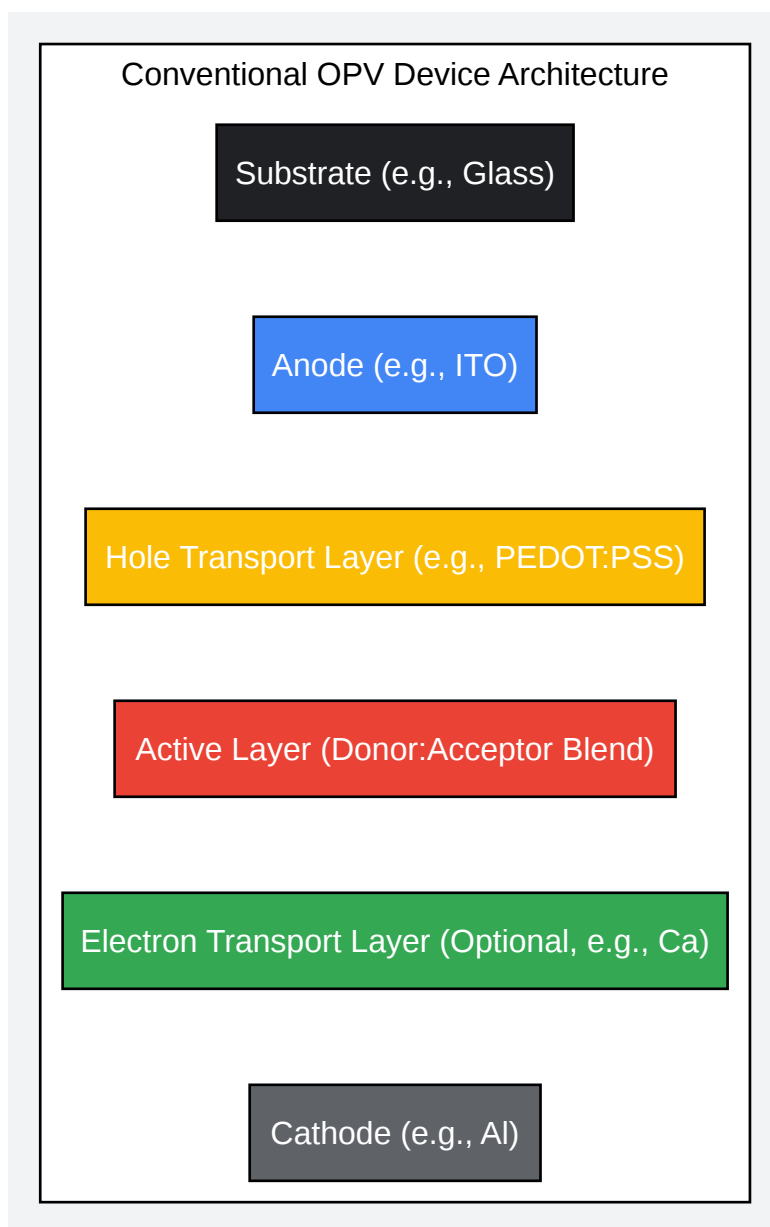 Conventional OPV Device Architecture
Substrate (e.g., Glass)
Anode (e.g., ITO)
Hole Transport Layer (e.g., PEDOT:PSS)
Active Layer (Donor:Acceptor Blend)
Electron Transport Layer (Optional, e.g., Ca)
Cathode (e.g., Al)